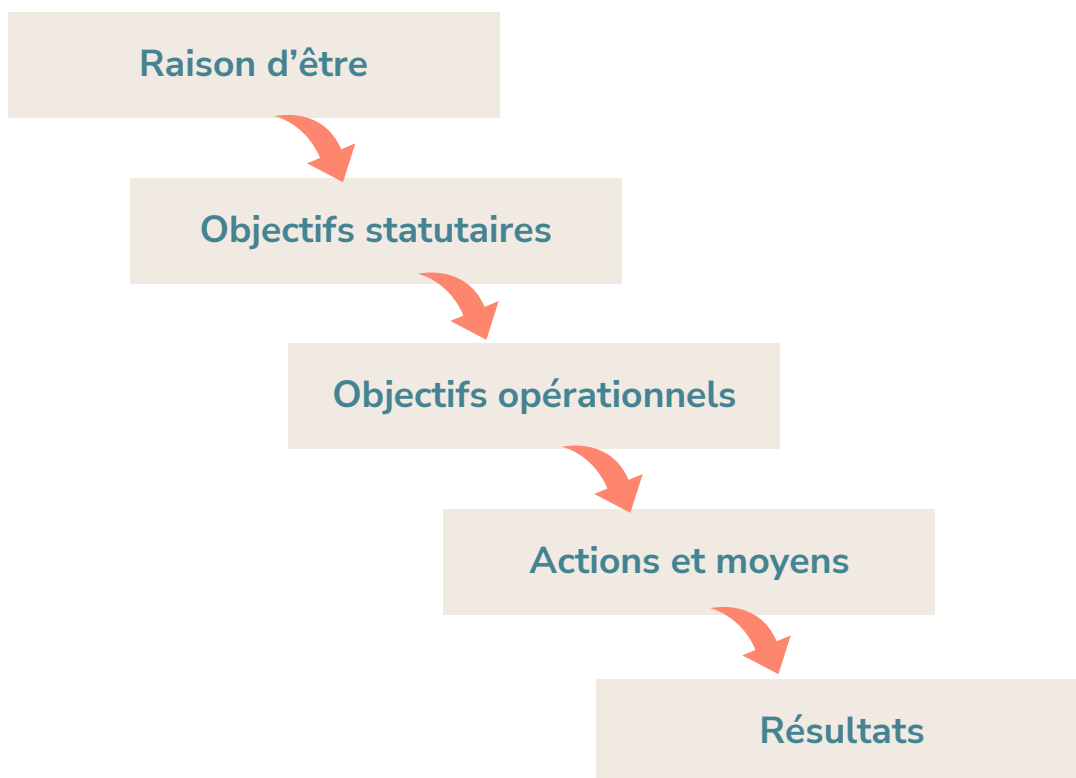 Raison d’être
Objectifs statutaires
Objectifs opérationnels
Actions et moyens
Résultats